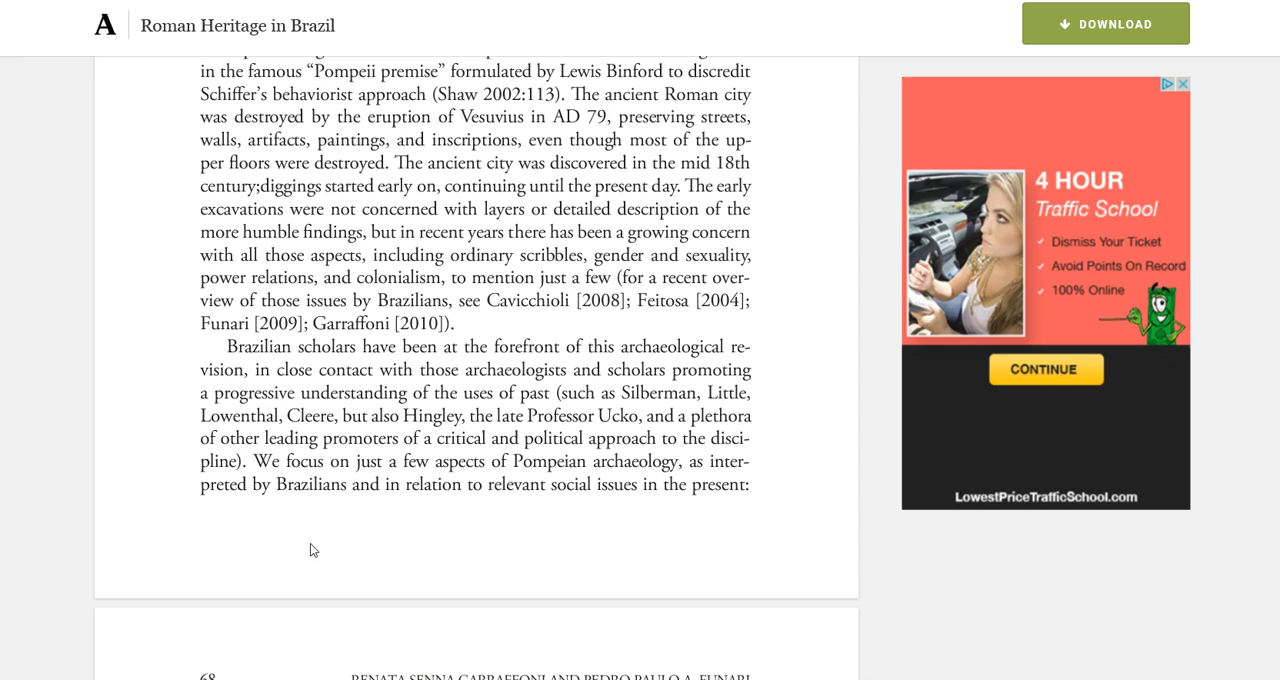 A
Roman Heritage in Brazil
DOWNLOAD
in the famous “Pompeii premise” formulated by Lewis Binford to discredit
Schiffer’s behaviorist approach (Shaw 2002:113). The ancient Roman city
was destroyed by the eruption of Vesuvius in AD 79, preserving streets,
walls, artifacts, paintings, and inscriptions, even though most of the up-
per floors were destroyed. The ancient city was discovered in the mid 18th
century;diggings started early on, continuing until the present day. The early
excavations were not concerned with layers or detailed description of the
more humble findings, but in recent years there has been a growing concern
with all those aspects, including ordinary scribbles, gender and sexuality,
power relations, and colonialism, to mention just a few (for a recent over-
view of those issues by Brazilians, see Cavicchioli [2008]; Feitosa [2004];
Funari [2009]; Garraffoni [2010]).
Brazilian scholars have been at the forefront of this archaeological re-
vision, in close contact with those archaeologists and scholars promoting
a progressive understanding of the uses of past (such as Silberman, Little,
Lowenthal, Cleere, but also Hingley, the late Professor Ucko, and a plethora
of other leading promoters of a critical and political approach to the disci-
pline). We focus on just a few aspects of Pompeian archaeology, as inter-
preted by Brazilians and in relation to relevant social issues in the present:
68 RENATA SENNA GARRAFFONI AND PEDRO PAULO A. FUNARI
4 HOUR
Traffic School
✓ Dismiss Your Ticket
✓ Avoid Points On Record
✓ 100% Online
CONTINUE
LowestPriceTrafficSchool.com